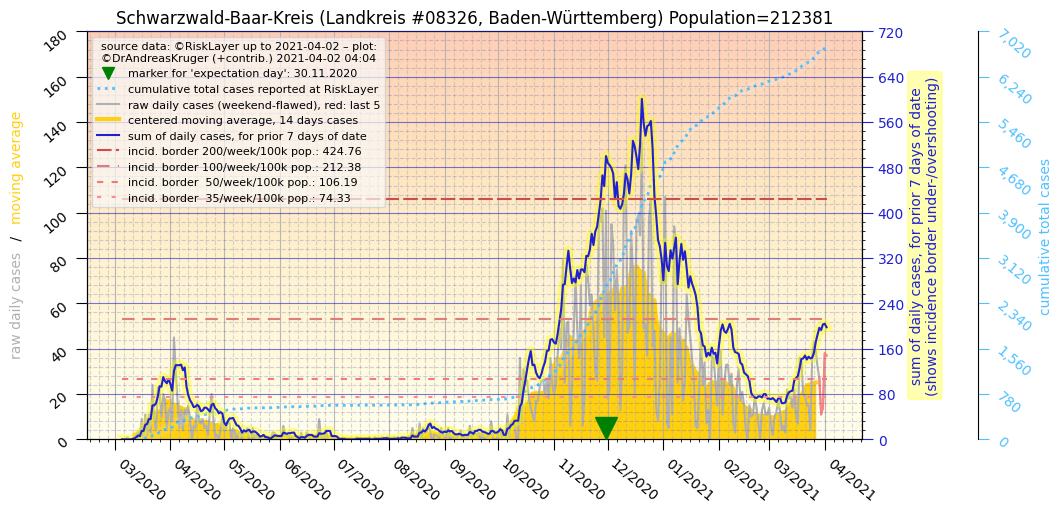 Schwarzwald-Baar-Kreis (Landkreis #08326, Baden-Württemberg) Population=212381
source data: ©RiskLayer up to 2021-04-02 – plot:
©DrAndreasKruger (+contrib.) 2021-04-02 04:04
marker for 'expectation day': 30.11.2020
cumulative total cases reported at RiskLayer
raw daily cases (weekend-flawed), red: last 5
centered moving average, 14 days cases
sum of daily cases, for prior 7 days of date
incid. border 200/week/100k pop.: 424.76
incid. border 100/week/100k pop.: 212.38
incid. border  50/week/100k pop.: 106.19
incid. border  35/week/100k pop.: 74.33
raw daily cases / moving average
180
160
140
120
100
80
60
40
20
0
03/2020
04/2020
05/2020
06/2020
07/2020
08/2020
09/2020
10/2020
11/2020
12/2020
01/2021
02/2021
03/2021
04/2021
720
640
560
480
400
320
240
160
80
0
sum of daily cases, for prior 7 days of date
(shows incidence border under-/overshooting)
7,020
6,240
5,460
4,680
3,900
3,120
2,340
1,560
780
0
cumulative total cases